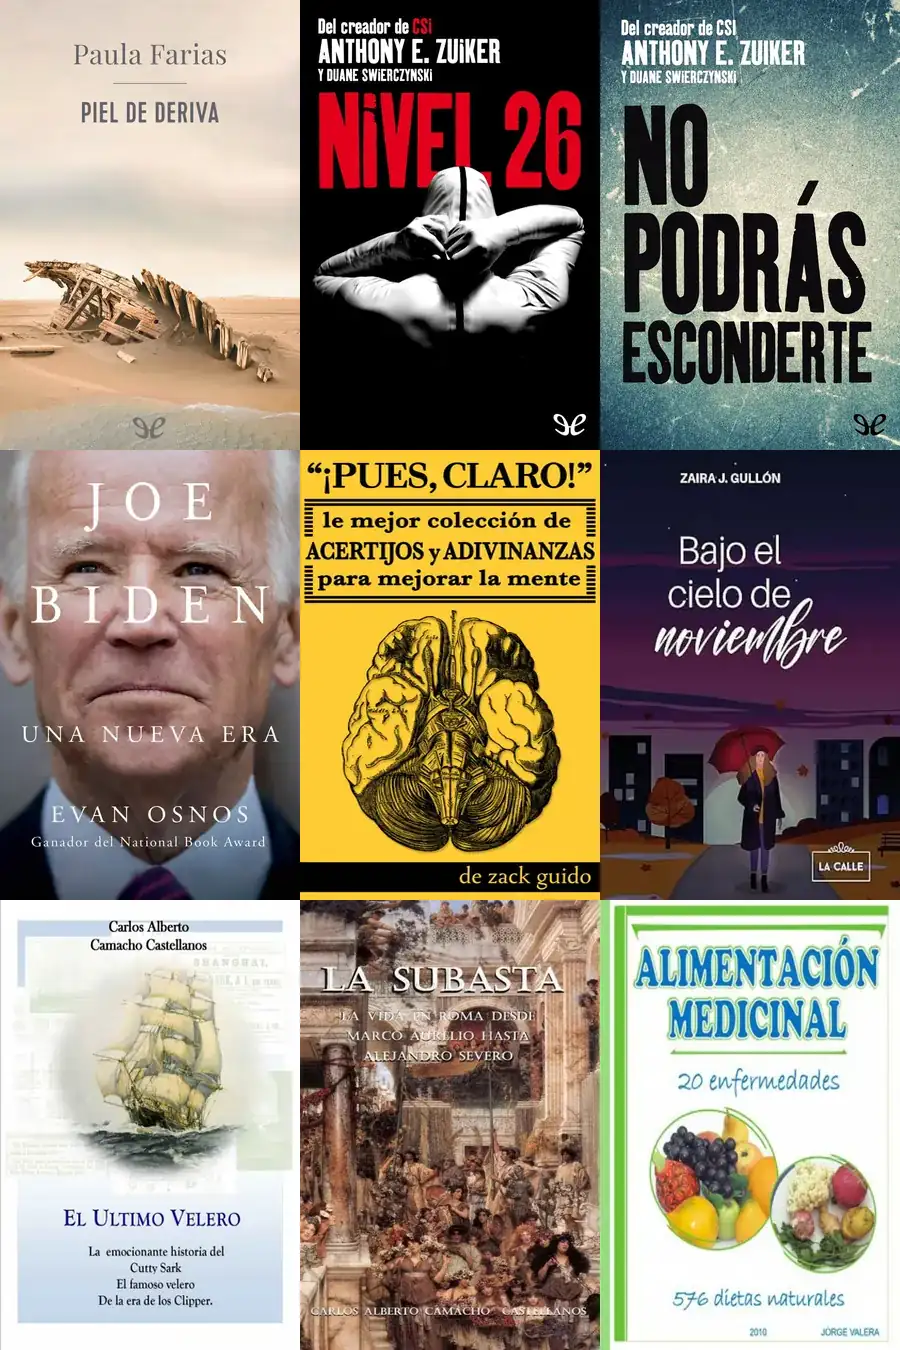 Paula Farias
PIEL DE DERIVA
Del creador de CSi
ANTHONY E. ZUiKER
Y DUANE SWIERCZYNSKi
NiVEL 26
Del creador de CSI
ANTHONY E. ZUIKER
Y DUANE SWIERCZYNSKI
NO
PODRÁS
ESCONDERTE
JOE
BIDEN
UNA NUEVA ERA
EVAN OSNOS
Ganador del National Book Award
“¡PUES, CLARO!”
le mejor colección de
ACERTIJOS y ADIVINANZAS
para mejorar la mente
de zack guido
ZAIRA J. GULLÓN
Bajo el
cielo de
noviembre
LA CALLE
Carlos Alberto
Camacho Castellanos
SHANGHAI,
EL ULTIMO VELERO
La emocionante historia del
Cutty Sark
El famoso velero
De la era de los Clipper.
LA SUBASTA
LA VIDA EN ROMA DESDE
MARCO AURELIO HASTA
ALEJANDRO SEVERO
CARLOS ALBERTO CAMACHO CASTELLANOS
ALIMENTACIÓN
MEDICINAL
20 enfermedades
576 dietas naturales
2010 JORGE VALERA